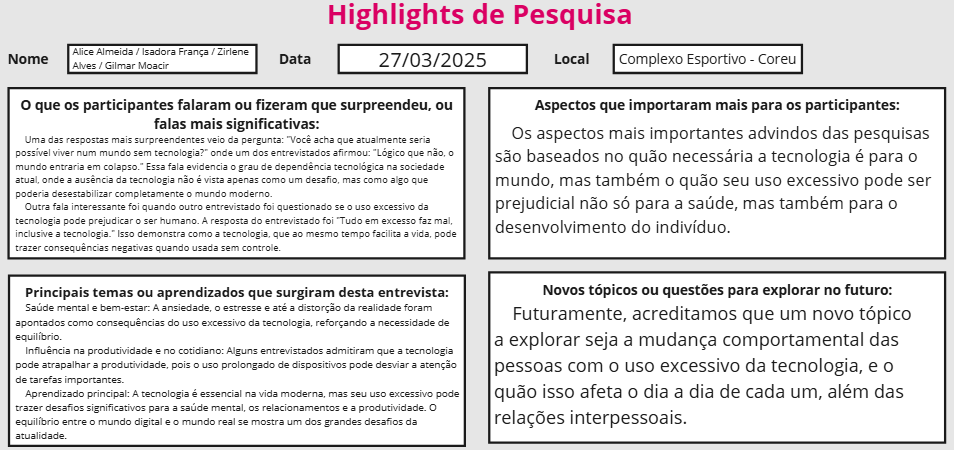 Highlights de Pesquisa
Nome
Alice Almeida / Isadora França / Zirlene
Alves / Gilmar Moacir
Data
27/03/2025
Local
Complexo Esportivo - Coreu
O que os participantes falaram ou fizeram que surpreendeu, ou
falas mais significativas:
Uma das respostas mais surpreendentes veio da pergunta: "Você acha que atualmente seria
possível viver num mundo sem tecnologia?" onde um dos entrevistados afirmou: "Lógico que não, o
mundo entraria em colapso." Essa fala evidencia o grau de dependência tecnológica na sociedade
atual, onde a ausência da tecnologia não é vista apenas como um desafio, mas como algo que
poderia desestabilizar completamente o mundo moderno.
Outra fala interessante foi quando outro entrevistado foi questionado se o uso excessivo da
tecnologia pode prejudicar o ser humano. A resposta do entrevistado foi "Tudo em excesso faz mal,
inclusive a tecnologia." Isso demonstra como a tecnologia, que ao mesmo tempo facilita a vida, pode
trazer consequências negativas quando usada sem controle.
Aspectos que importaram mais para os participantes:
Os aspectos mais importantes advindos das pesquisas
são baseados no quão necessária a tecnologia é para o
mundo, mas também o quão seu uso excessivo pode ser
prejudicial não só para a saúde, mas também para o
desenvolvimento do indivíduo.
Principais temas ou aprendizados que surgiram desta entrevista:
Saúde mental e bem-estar: A ansiedade, o estresse e até a distorção da realidade foram
apontados como consequências do uso excessivo da tecnologia, reforçando a necessidade de
equilíbrio.
Influência na produtividade e no cotidiano: Alguns entrevistados admitiram que a tecnologia
pode atrapalhar a produtividade, pois o uso prolongado de dispositivos pode desviar a atenção
de tarefas importantes.
Aprendizado principal: A tecnologia é essencial na vida moderna, mas seu uso excessivo pode
trazer desafios significativos para a saúde mental, os relacionamentos e a produtividade. O
equilíbrio entre o mundo digital e o mundo real se mostra um dos grandes desafios da
atualidade.
Novos tópicos ou questões para explorar no futuro:
Futuramente, acreditamos que um novo tópico
a explorar seja a mudança comportamental das
pessoas com o uso excessivo da tecnologia, e o
quão isso afeta o dia a dia de cada um, além das
relações interpessoais.